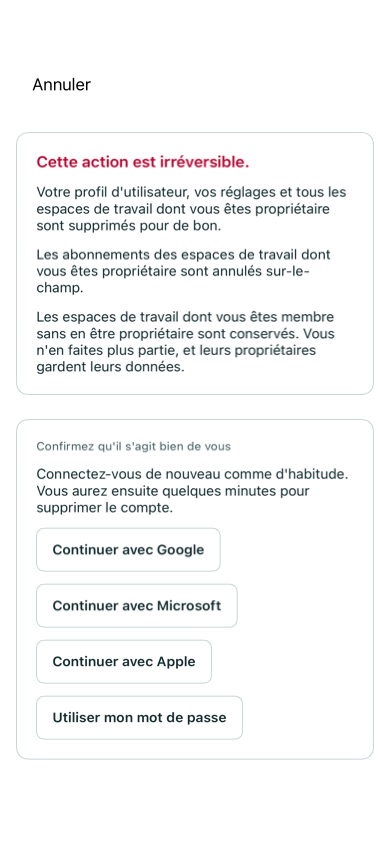 Annuler
Cette action est irréversible.
Votre profil d'utilisateur, vos réglages et tous les
espaces de travail dont vous êtes propriétaire
sont supprimés pour de bon.
Les abonnements des espaces de travail dont
vous êtes propriétaire sont annulés sur-le-
champ.
Les espaces de travail dont vous êtes membre
sans en être propriétaire sont conservés. Vous
n'en faites plus partie, et leurs propriétaires
gardent leurs données.
Confirmez qu'il s'agit bien de vous
Connectez-vous de nouveau comme d'habitude.
Vous aurez ensuite quelques minutes pour
supprimer le compte.
Continuer avec Google
Continuer avec Microsoft
Continuer avec Apple
Utiliser mon mot de passe